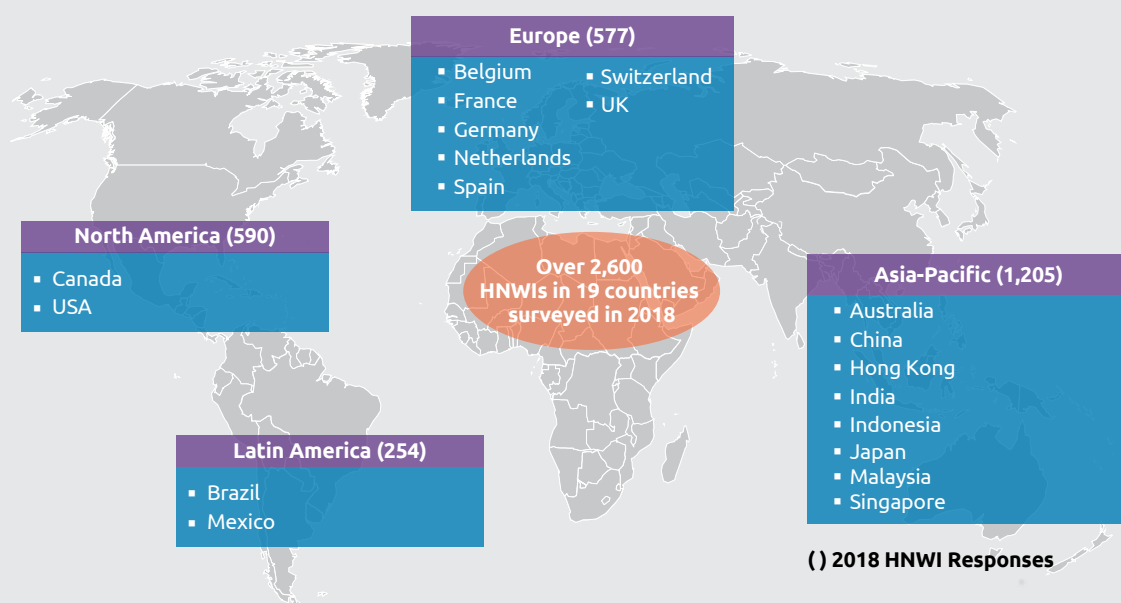 Europe (577)
▪ Belgium
▪ France
▪ Germany
▪ Netherlands
▪ Spain
▪ Switzerland
▪ UK
North America (590)
▪ Canada
▪ USA
Over 2,600
HNWIs in 19 countries
surveyed in 2018
Asia-Pacific (1,205)
▪ Australia
▪ China
▪ Hong Kong
▪ India
▪ Indonesia
▪ Japan
▪ Malaysia
▪ Singapore
Latin America (254)
▪ Brazil
▪ Mexico
( ) 2018 HNWI Responses